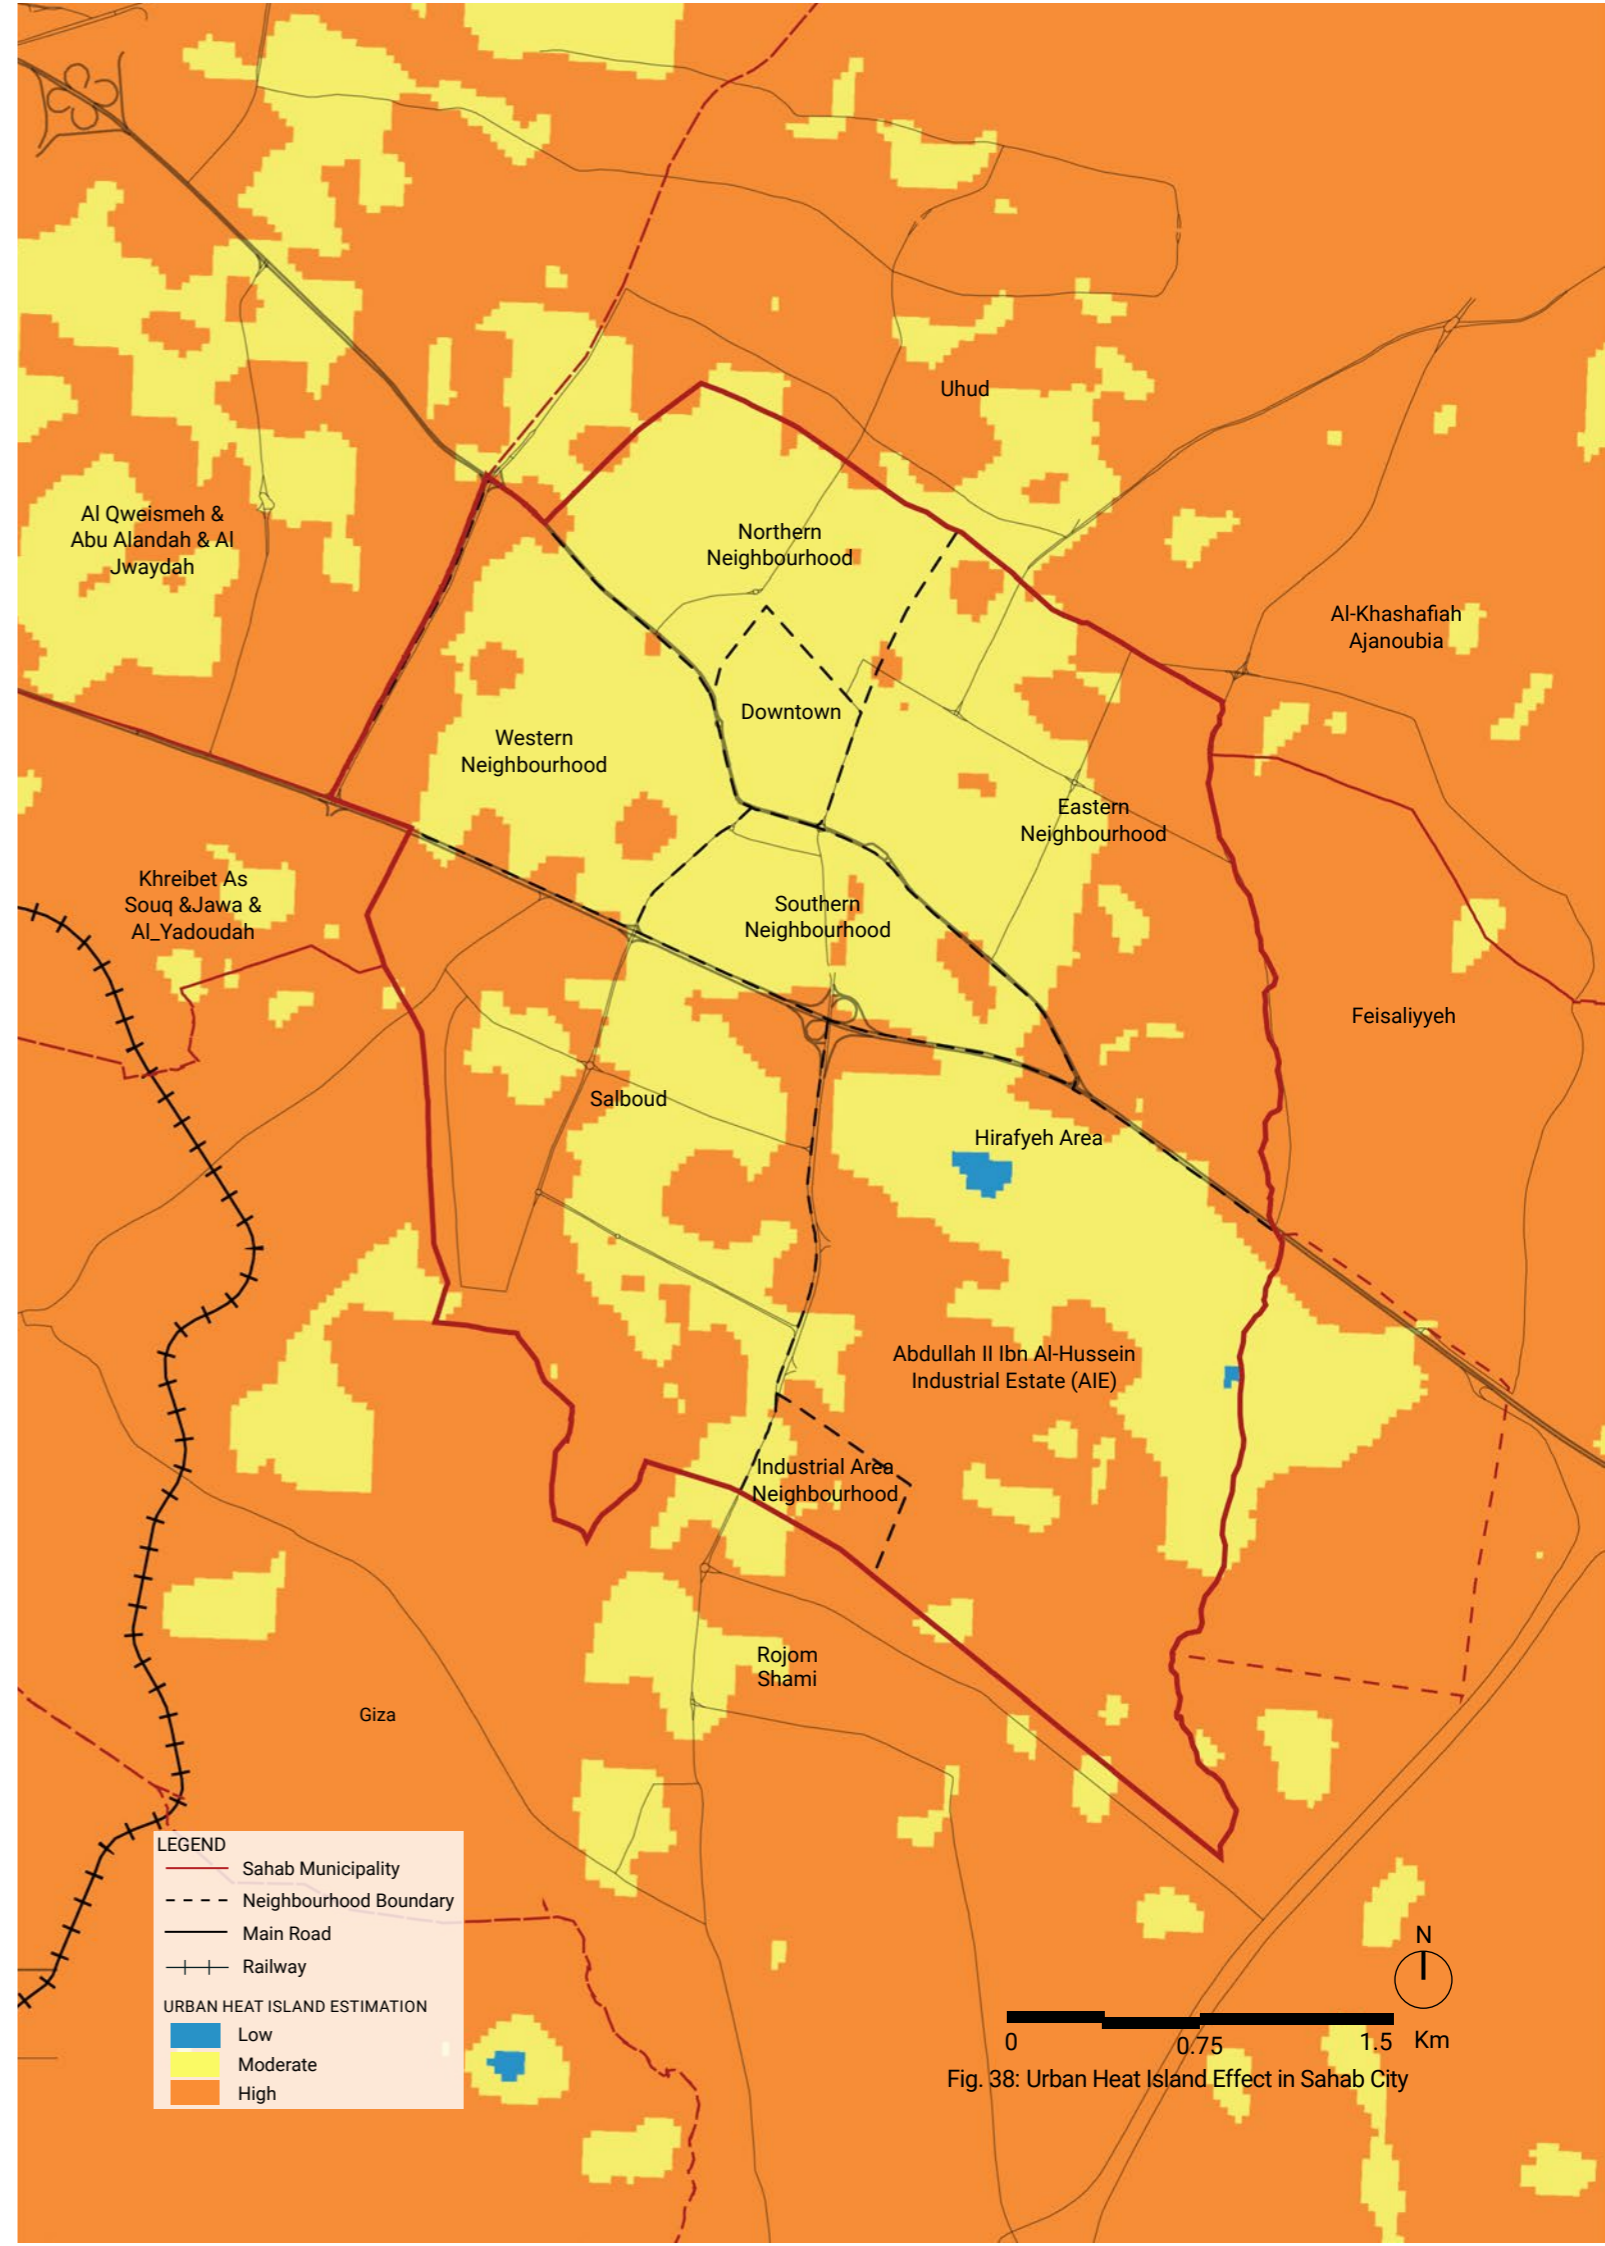 Uhud
Al Qweismeh &
Abu Alandah & Al
Jwaydah
Northern
Neighbourhood
Al-Khashafiah
Ajanoubia
Downtown
Western
Neighbourhood
Eastern
Neighbourhood
Khreibet As
Souq &Jawa &
Al_Yadoudah
Southern
Neighbourhood
Feisaliyyeh
Salboud
Hirafyeh Area
Abdullah II Ibn Al-Hussein
Industrial Estate (AIE)
Industrial Area
Neighbourhood
Rojom
Shami
Giza
LEGEND
Sahab Municipality
Neighbourhood Boundary
Main Road
Railway
URBAN HEAT ISLAND ESTIMATION
Low
Moderate
High
N
0 0.75 1.5 Km
Fig. 38: Urban Heat Island Effect in Sahab City